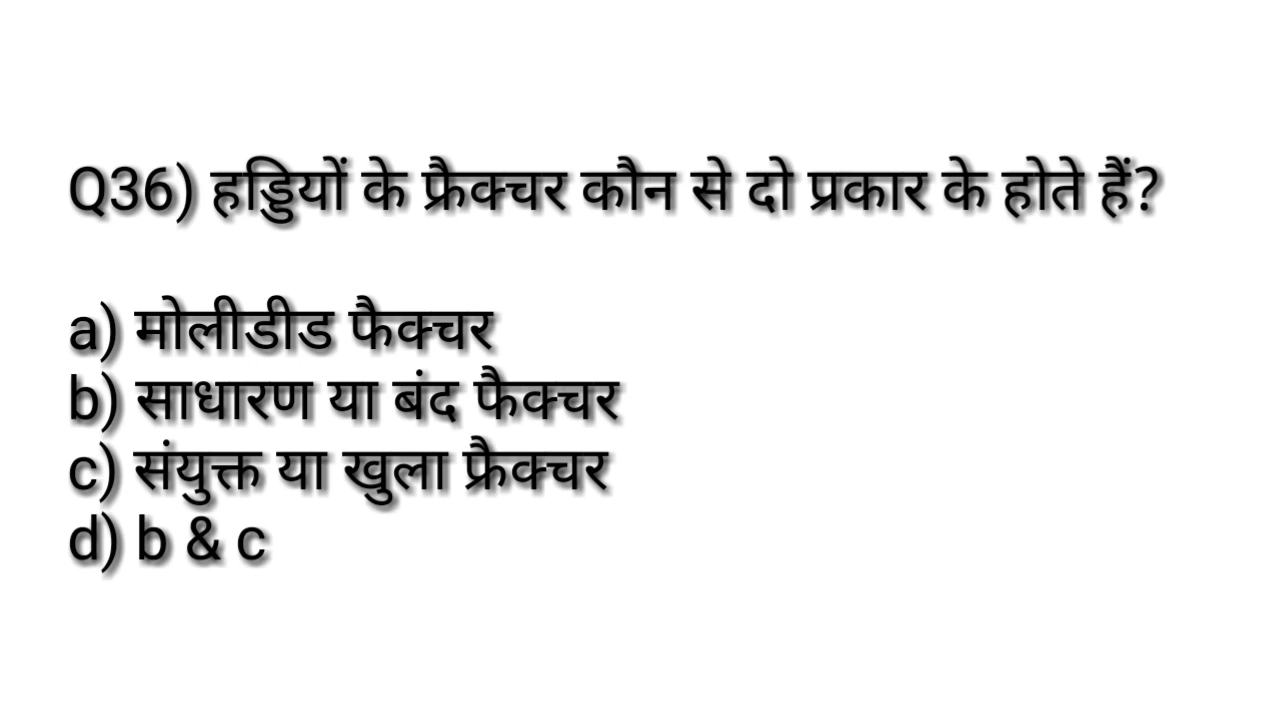 Q36) हड्डियों के फ्रैक्चर कौन से दो प्रकार के होते हैं?
a) मोलीडीड फैक्चर
b) साधारण या बंद फैक्चर
c) संयुक्त या खुला फ्रैक्चर
d) b & c